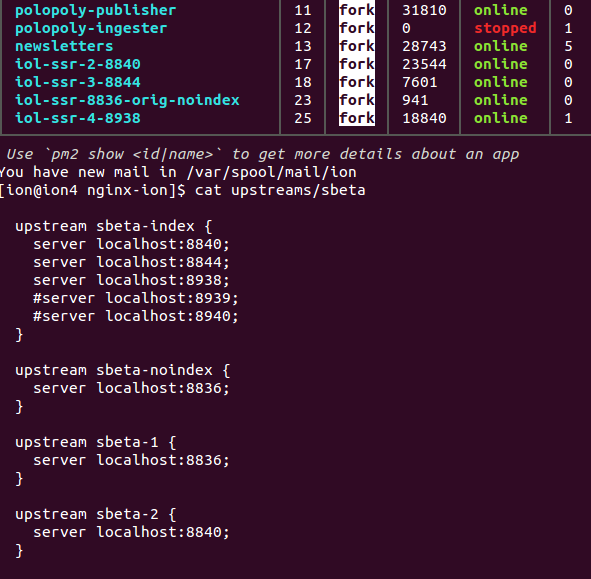 polopoly-publisher 11 fork 31810 online 0
polopoly-ingester 12 fork 0 stopped 1
newsletters 13 fork 28743 online 5
iol-ssr-2-8840 17 fork 23544 online 0
iol-ssr-3-8844 18 fork 7601 online 0
iol-ssr-8836-orig-noindex 23 fork 941 online 0
iol-ssr-4-8938 25 fork 18840 online 1
Use `pm2 show <id|name>` to get more details about an app
You have new mail in /var/spool/mail/ion
[ion@ion4 nginx-ion]$ cat upstreams/sbeta
upstream sbeta-index {
server localhost:8840;
server localhost:8844;
server localhost:8938;
#server localhost:8939;
#server localhost:8940;
}
upstream sbeta-noindex {
server localhost:8836;
}
upstream sbeta-1 {
server localhost:8836;
}
upstream sbeta-2 {
server localhost:8840;
}